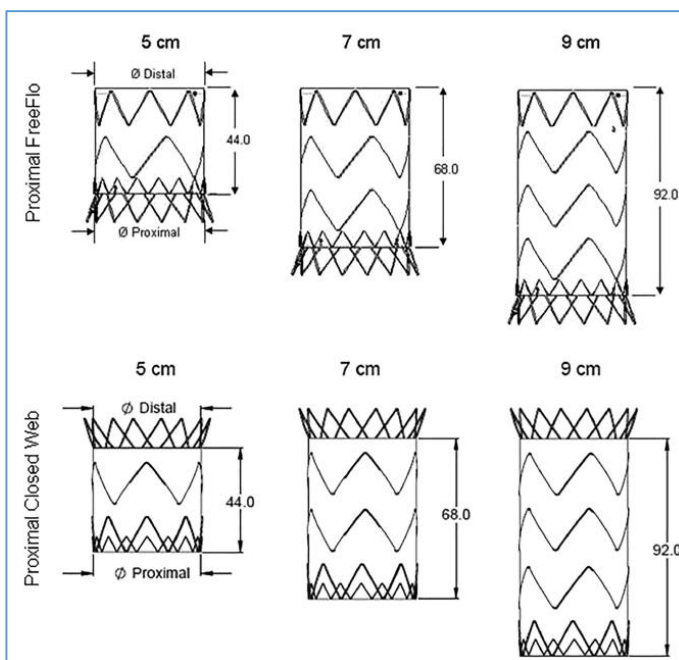 5 cm 7 cm 9 cm
Proximal FreeFlo
Ø Distal
44.0
68.0
92.0
Ø Proximal
5 cm 7 cm 9 cm
Proximal Closed Web
Ø Distal
44.0
68.0
92.0
Ø Proximal